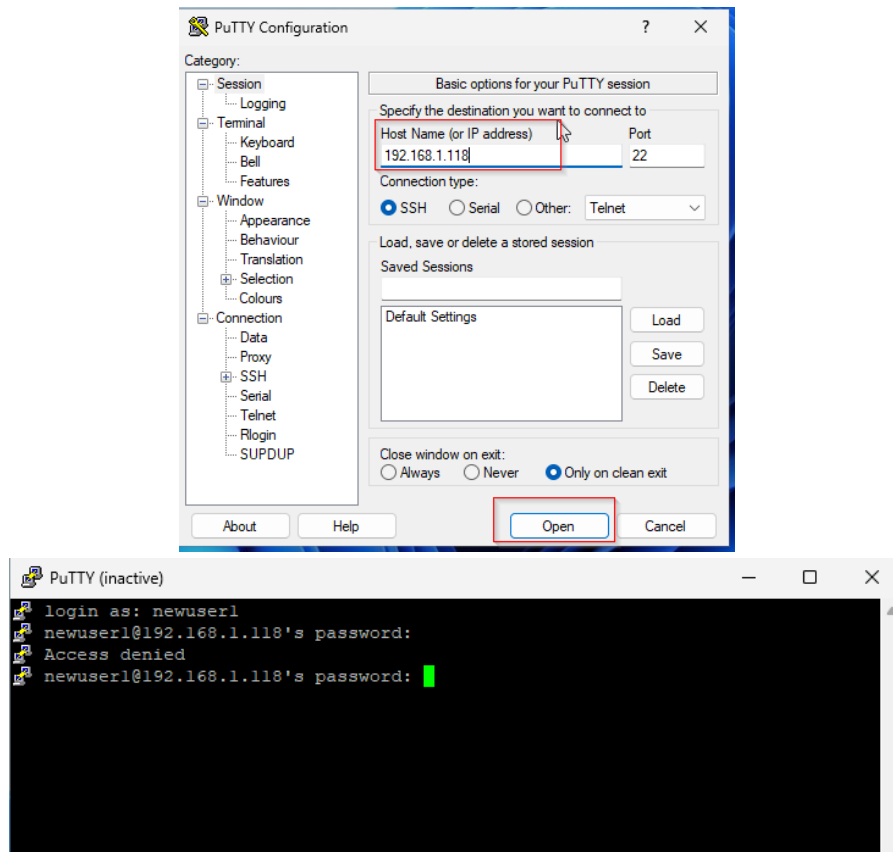 PuTTY Configuration ? X
Category:
Session
Logging
Terminal
Keyboard
Bell
Features
Window
Appearance
Behaviour
Translation
Selection
Colours
Connection
Data
Proxy
SSH
Serial
Telnet
Rlogin
SUPDUP
Basic options for your PuTTY session
Specify the destination you want to connect to
Host Name (or IP address) Port
192.168.1.118 22
Connection type:
SSH Serial Other: Telnet
Load, save or delete a stored session
Saved Sessions
Default Settings
Load
Save
Delete
Close window on exit:
Always Never Only on clean exit
About Help Open Cancel
PuTTY (inactive)
login as: newuser1
newuser1@192.168.1.118's password:
Access denied
newuser1@192.168.1.118's password: